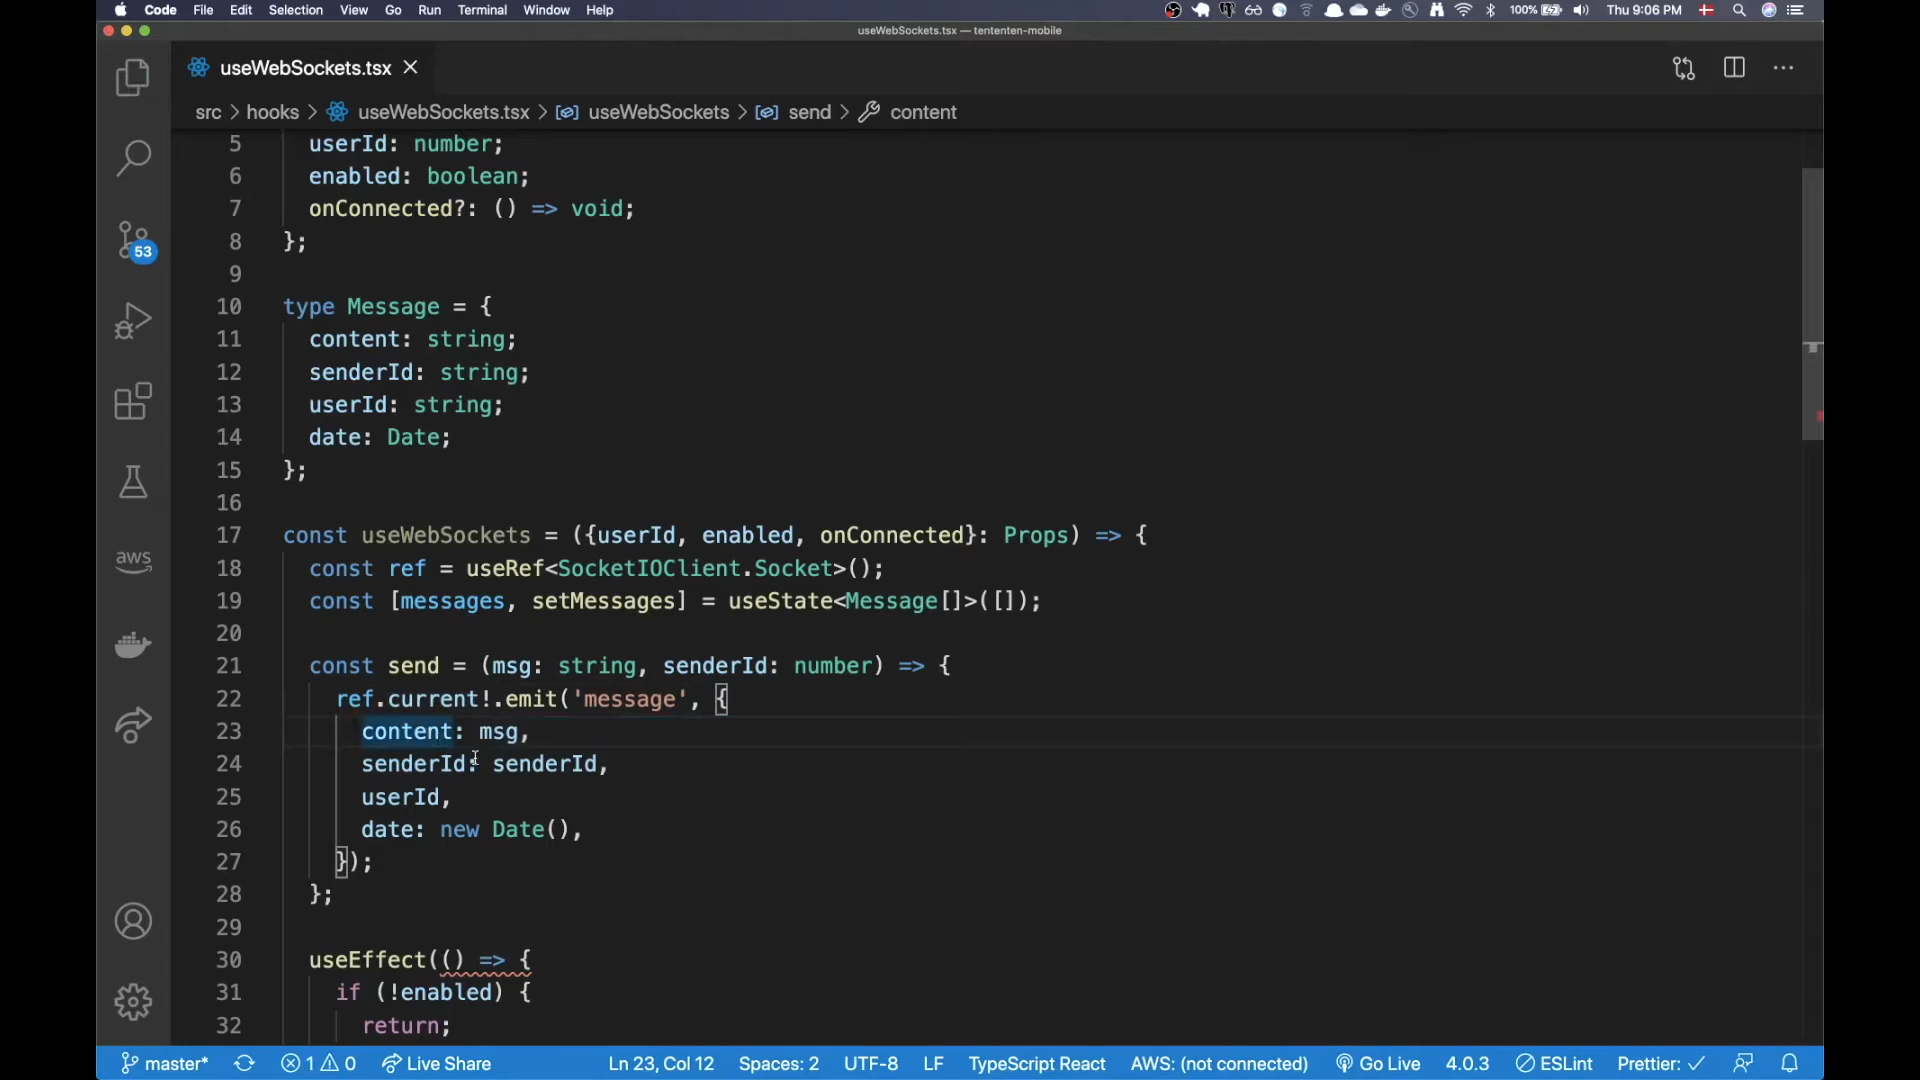 Code File Edit Selection View Go Run Terminal Window Help 100% Thu 9:06 PM
useWebSockets.tsx — tententen-mobile
useWebSockets.tsx
src > hooks > useWebSockets.tsx > useWebSockets > send > content
5 userId: number;
6 enabled: boolean;
7 onConnected?: () => void;
8 };
9
10 type Message = {
11 content: string;
12 senderId: string;
13 userId: string;
14 date: Date;
15 };
16
17 const useWebSockets = ({userId, enabled, onConnected}: Props) => {
18 const ref = useRef<SocketIOClient.Socket>();
19 const [messages, setMessages] = useState<Message[]>([]);
20
21 const send = (msg: string, senderId: number) => {
22 ref.current!.emit('message', {
23 content: msg,
24 senderId: senderId,
25 userId,
26 date: new Date(),
27 });
28 };
29
30 useEffect(() => {
31 if (!enabled) {
32 return;
53
aws
master* 1 0 Live Share Ln 23, Col 12 Spaces: 2 UTF-8 LF TypeScript React AWS: (not connected) Go Live 4.0.3 ESLint Prettier: ✓